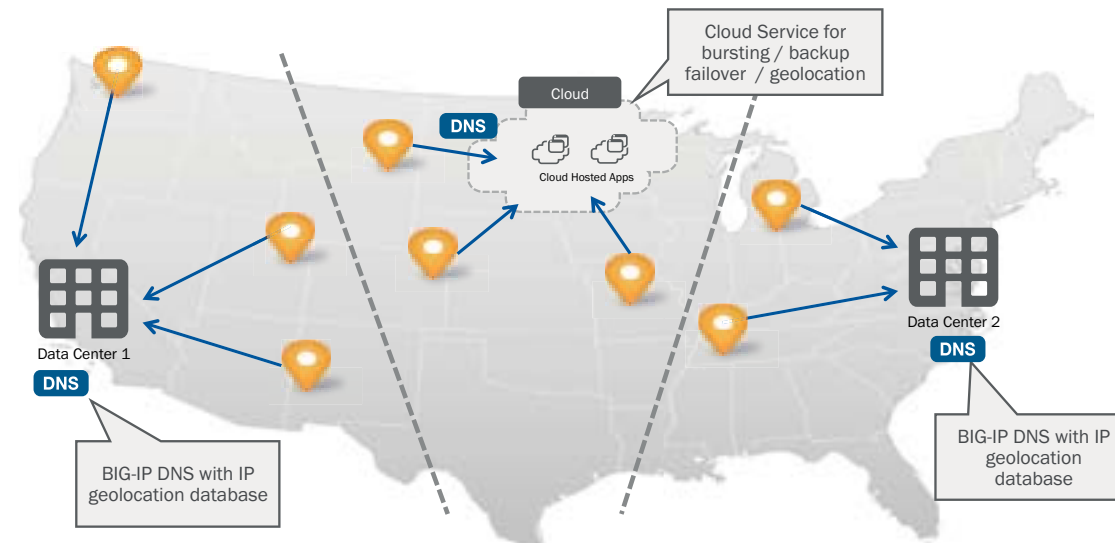 Cloud Service for
bursting / backup
failover / geolocation
Cloud
DNS
Cloud Hosted Apps
Data Center 1
DNS
BIG-IP DNS with IP
geolocation database
Data Center 2
DNS
BIG-IP DNS with IP
geolocation
database